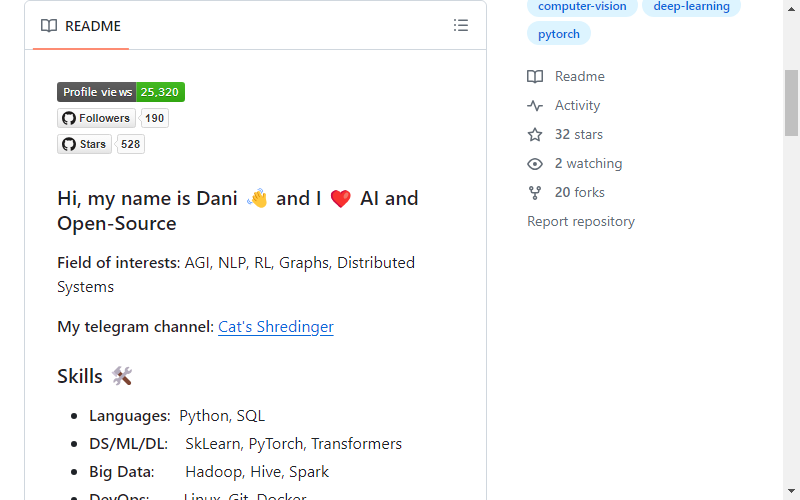 README
Profile views 25,320
Followers 190
Stars 528
Hi, my name is Dani 👋 and I ❤️ AI and
Open-Source
Field of interests: AGI, NLP, RL, Graphs, Distributed
Systems
My telegram channel: Cat's Shredinger
Skills 🛠️
• Languages: Python, SQL
• DS/ML/DL: SkLearn, PyTorch, Transformers
• Big Data: Hadoop, Hive, Spark
• DevOps: Linux, Git, Docker
computer-vision deep-learning
pytorch
Readme
Activity
32 stars
2 watching
20 forks
Report repository